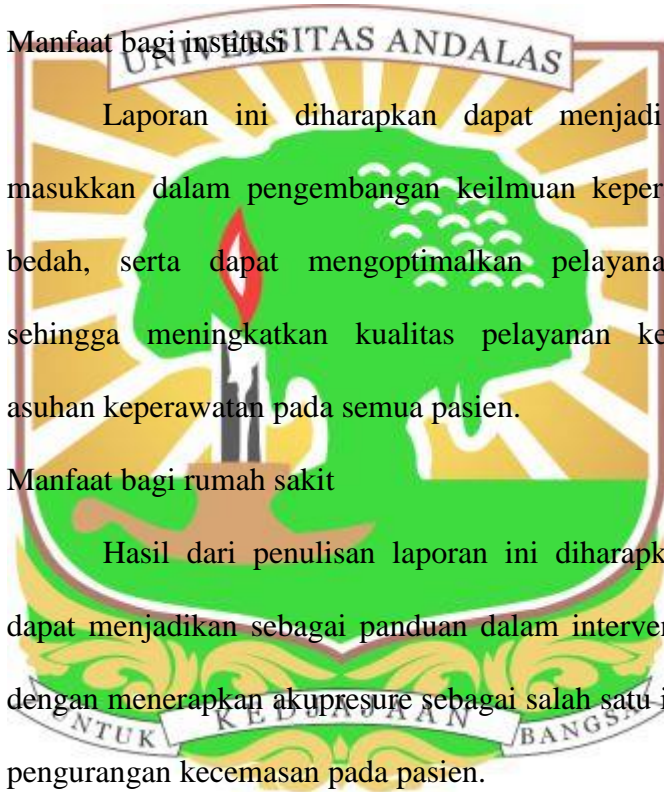 Manfaat bagi institusi
UNIVERSITAS ANDALAS
Laporan ini diharapkan dapat menjadi
masukkan dalam pengembangan keilmuan keper
bedah, serta dapat mengoptimalkan pelayana
sehingga meningkatkan kualitas pelayanan ke
asuhan keperawatan pada semua pasien.
Manfaat bagi rumah sakit
Hasil dari penulisan laporan ini diharapk
dapat menjadikan sebagai panduan dalam interver
dengan menerapkan akupresure sebagai salah satu i
UNTUK KEDJAJAAN BANGSA
pengurangan kecemasan pada pasien.